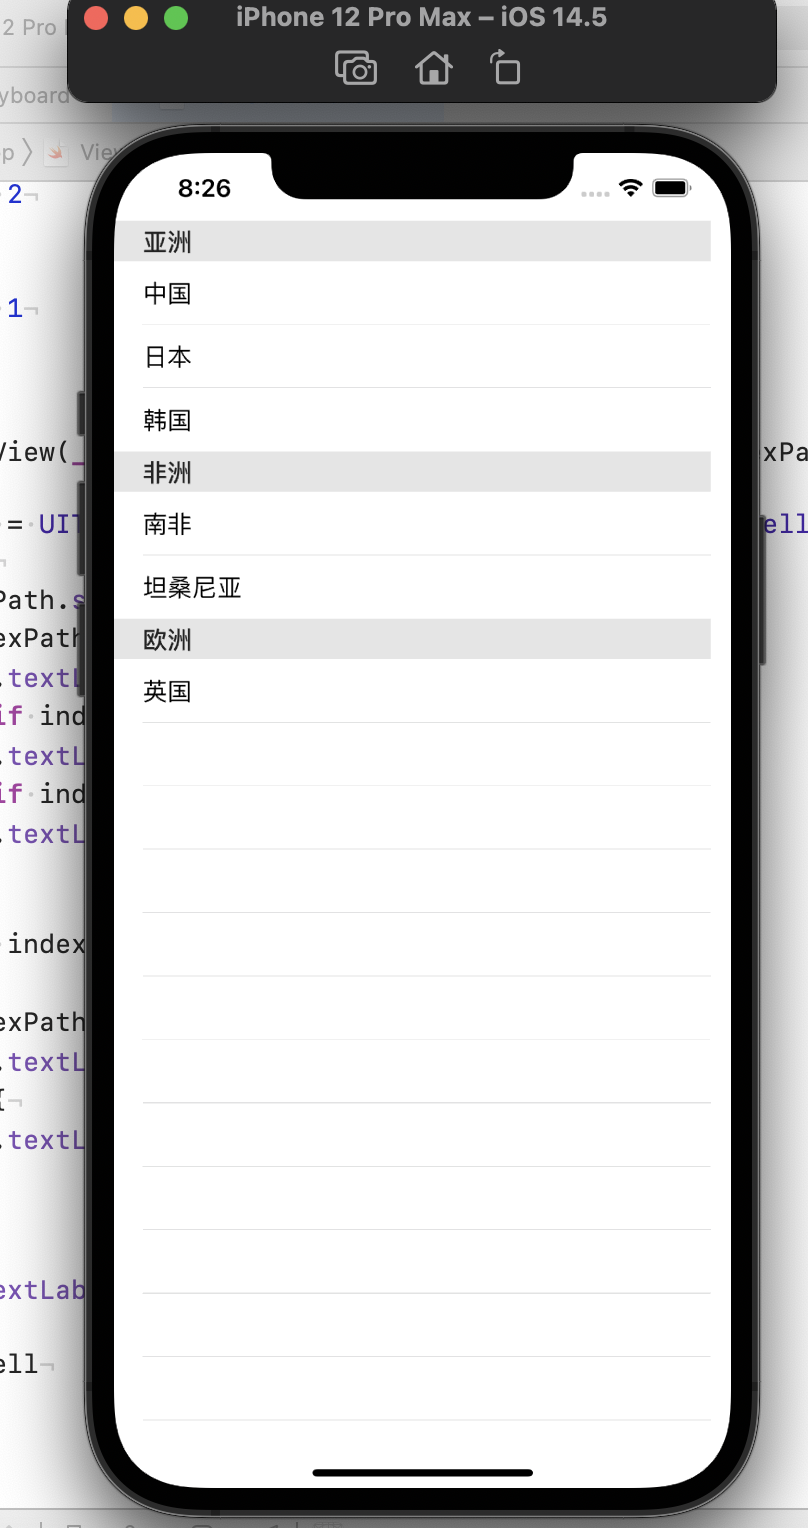 iPhone 12 Pro Max – iOS 14.5
2 Pro
yboard
8:26
2¬
1¬
View(_
xPa
= UIT
ell
Path.s
exPath
.textL
if ind
.textL
if ind
.textL
index
exPath
.textL
.textL
extLab
ell¬
亚洲
中国
日本
韩国
非洲
南非
坦桑尼亚
欧洲
英国